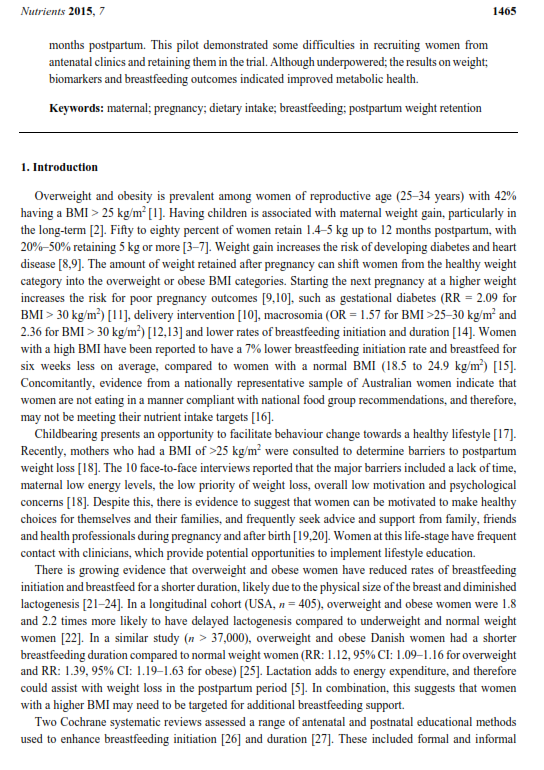 Nutrients 2015, 7 1465
months postpartum. This pilot demonstrated some difficulties in recruiting women from
antenatal clinics and retaining them in the trial. Although underpowered; the results on weight;
biomarkers and breastfeeding outcomes indicated improved metabolic health.
Keywords: maternal; pregnancy; dietary intake; breastfeeding; postpartum weight retention
1. Introduction
Overweight and obesity is prevalent among women of reproductive age (25–34 years) with 42%
having a BMI > 25 kg/m² [1]. Having children is associated with maternal weight gain, particularly in
the long-term [2]. Fifty to eighty percent of women retain 1.4–5 kg up to 12 months postpartum, with
20%–50% retaining 5 kg or more [3–7]. Weight gain increases the risk of developing diabetes and heart
disease [8,9]. The amount of weight retained after pregnancy can shift women from the healthy weight
category into the overweight or obese BMI categories. Starting the next pregnancy at a higher weight
increases the risk for poor pregnancy outcomes [9,10], such as gestational diabetes (RR = 2.09 for
BMI > 30 kg/m²) [11], delivery intervention [10], macrosomia (OR = 1.57 for BMI >25–30 kg/m² and
2.36 for BMI > 30 kg/m²) [12,13] and lower rates of breastfeeding initiation and duration [14]. Women
with a high BMI have been reported to have a 7% lower breastfeeding initiation rate and breastfeed for
six weeks less on average, compared to women with a normal BMI (18.5 to 24.9 kg/m²) [15].
Concomitantly, evidence from a nationally representative sample of Australian women indicate that
women are not eating in a manner compliant with national food group recommendations, and therefore,
may not be meeting their nutrient intake targets [16].
Childbearing presents an opportunity to facilitate behaviour change towards a healthy lifestyle [17].
Recently, mothers who had a BMI of >25 kg/m² were consulted to determine barriers to postpartum
weight loss [18]. The 10 face-to-face interviews reported that the major barriers included a lack of time,
maternal low energy levels, the low priority of weight loss, overall low motivation and psychological
concerns [18]. Despite this, there is evidence to suggest that women can be motivated to make healthy
choices for themselves and their families, and frequently seek advice and support from family, friends
and health professionals during pregnancy and after birth [19,20]. Women at this life-stage have frequent
contact with clinicians, which provide potential opportunities to implement lifestyle education.
There is growing evidence that overweight and obese women have reduced rates of breastfeeding
initiation and breastfeed for a shorter duration, likely due to the physical size of the breast and diminished
lactogenesis [21–24]. In a longitudinal cohort (USA, n = 405), overweight and obese women were 1.8
and 2.2 times more likely to have delayed lactogenesis compared to underweight and normal weight
women [22]. In a similar study (n > 37,000), overweight and obese Danish women had a shorter
breastfeeding duration compared to normal weight women (RR: 1.12, 95% CI: 1.09–1.16 for overweight
and RR: 1.39, 95% CI: 1.19–1.63 for obese) [25]. Lactation adds to energy expenditure, and therefore
could assist with weight loss in the postpartum period [5]. In combination, this suggests that women
with a higher BMI may need to be targeted for additional breastfeeding support.
Two Cochrane systematic reviews assessed a range of antenatal and postnatal educational methods
used to enhance breastfeeding initiation [26] and duration [27]. These included formal and informal